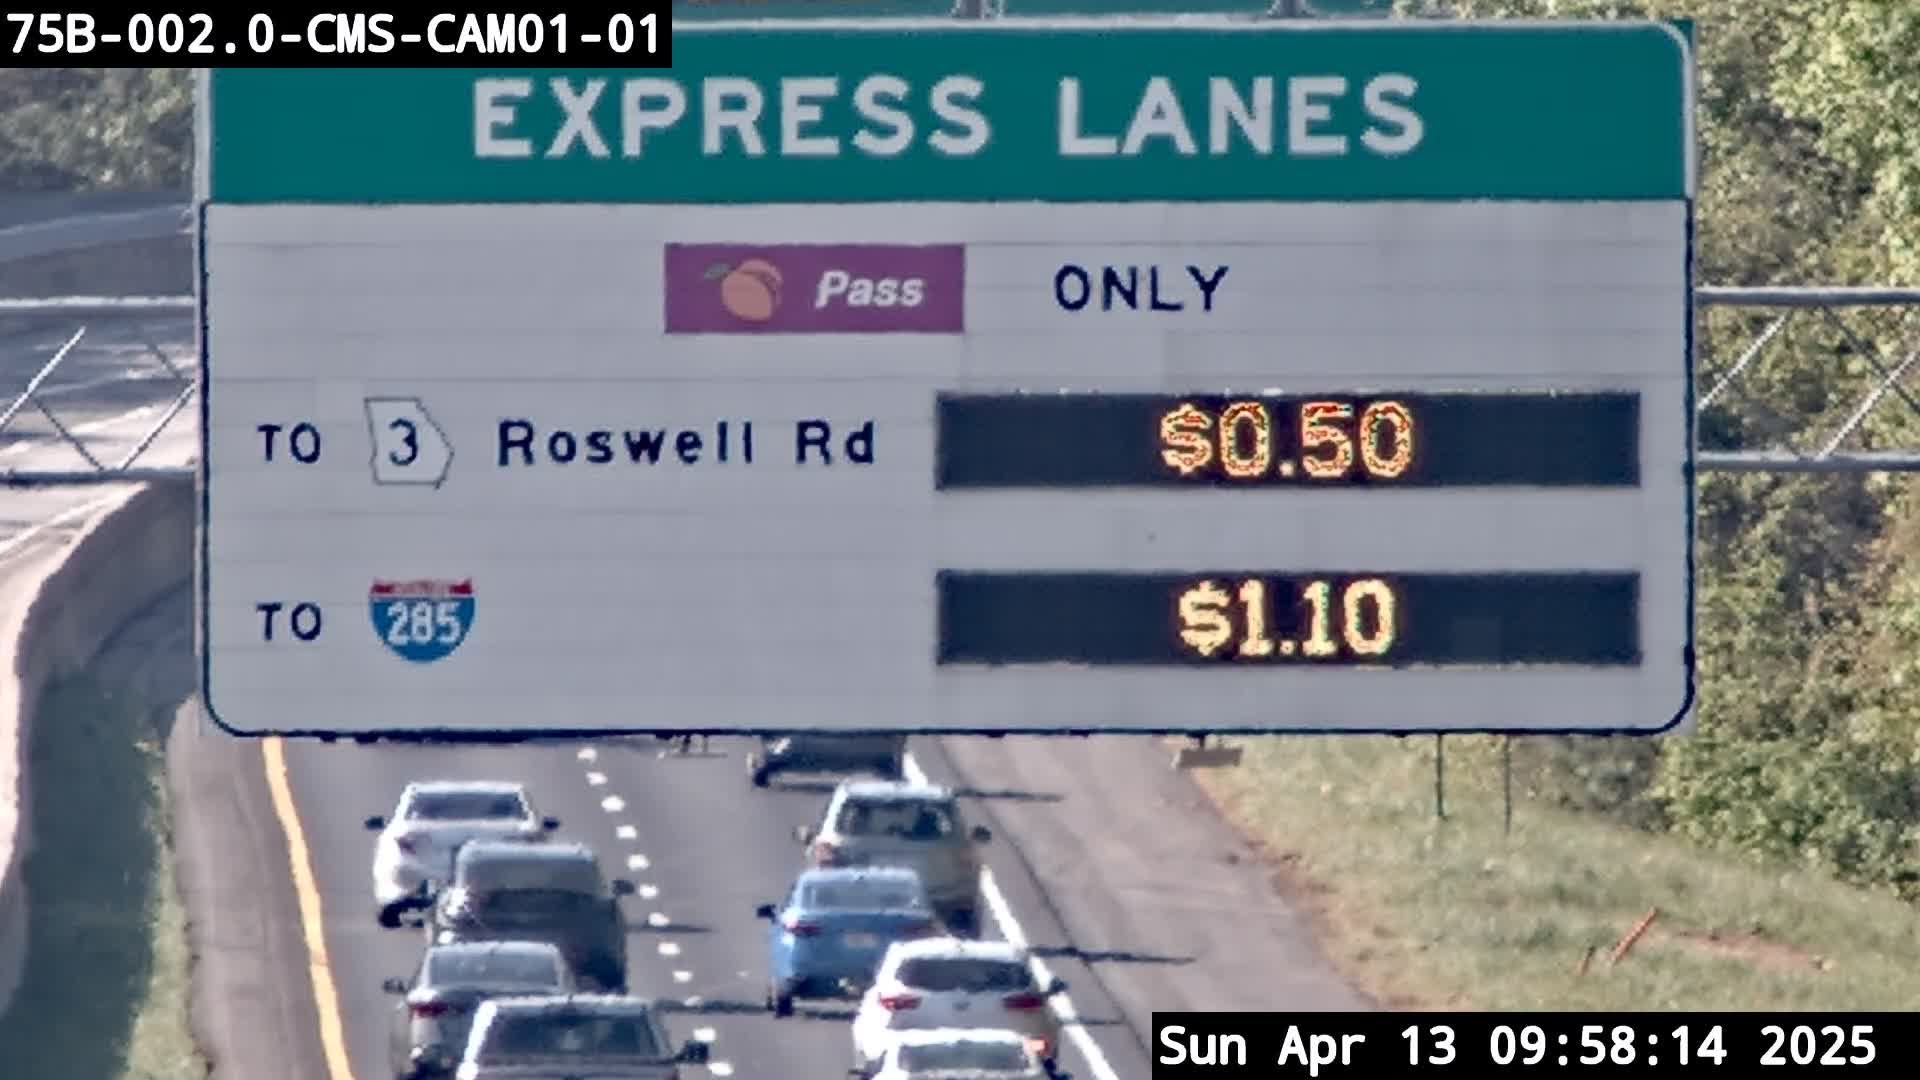 75B-002.0-CMS-CAM01-01
EXPRESS LANES
Pass ONLY
TO 3 Roswell Rd $0.50
TO 285 $1.10
Sun Apr 13 09:58:14 2025